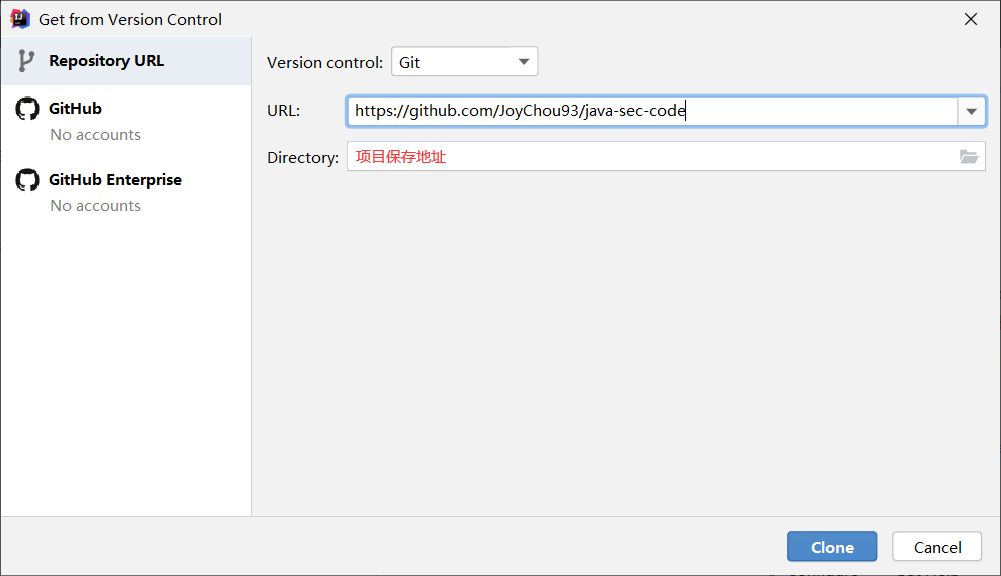 Get from Version Control
Repository URL
GitHub
No accounts
GitHub Enterprise
No accounts
Version control: Git
URL: https://github.com/JoyChou93/java-sec-code
Directory: 项目保存地址
Clone Cancel